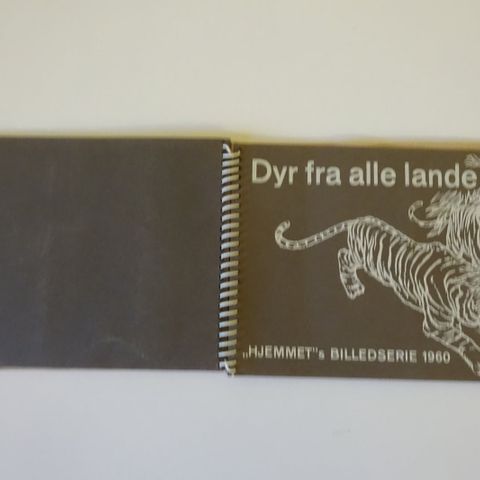 Dyr fra alle lande
„HJEMMET"s BILLEDSERIE 1960